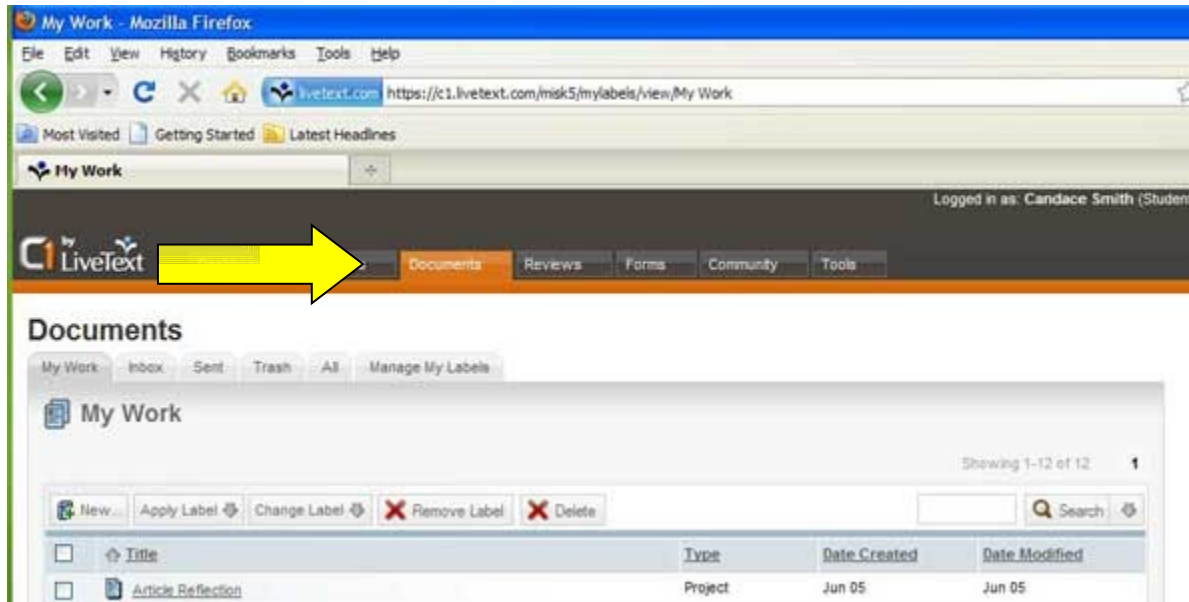 My Work - Mozilla Firefox
File Edit View History Bookmarks Tools Help
livetext.com https://c1.livetext.com/misk5/mylabels/view/My Work
Most Visited Getting Started Latest Headlines
My Work
Logged in as: Candace Smith (Student
C1 by LiveText Documents Reviews Forms Community Tools
Documents
My Work Inbox Sent Trash All Manage My Labels
My Work
Showing 1-12 of 12 1
New... Apply Label Change Label Remove Label Delete Search
Title Type Date Created Date Modified
Article Reflection Project Jun 05 Jun 05